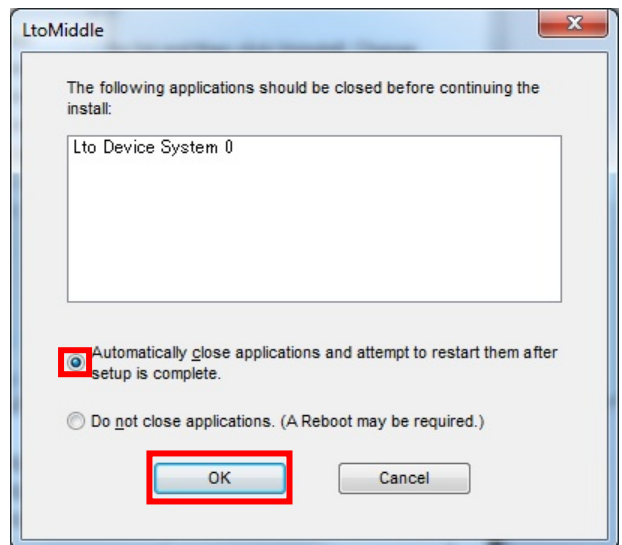 LtoMiddle
The following applications should be closed before continuing the
install:
Lto Device System 0
Automatically close applications and attempt to restart them after
setup is complete.
Do not close applications. (A Reboot may be required.)
OK
Cancel